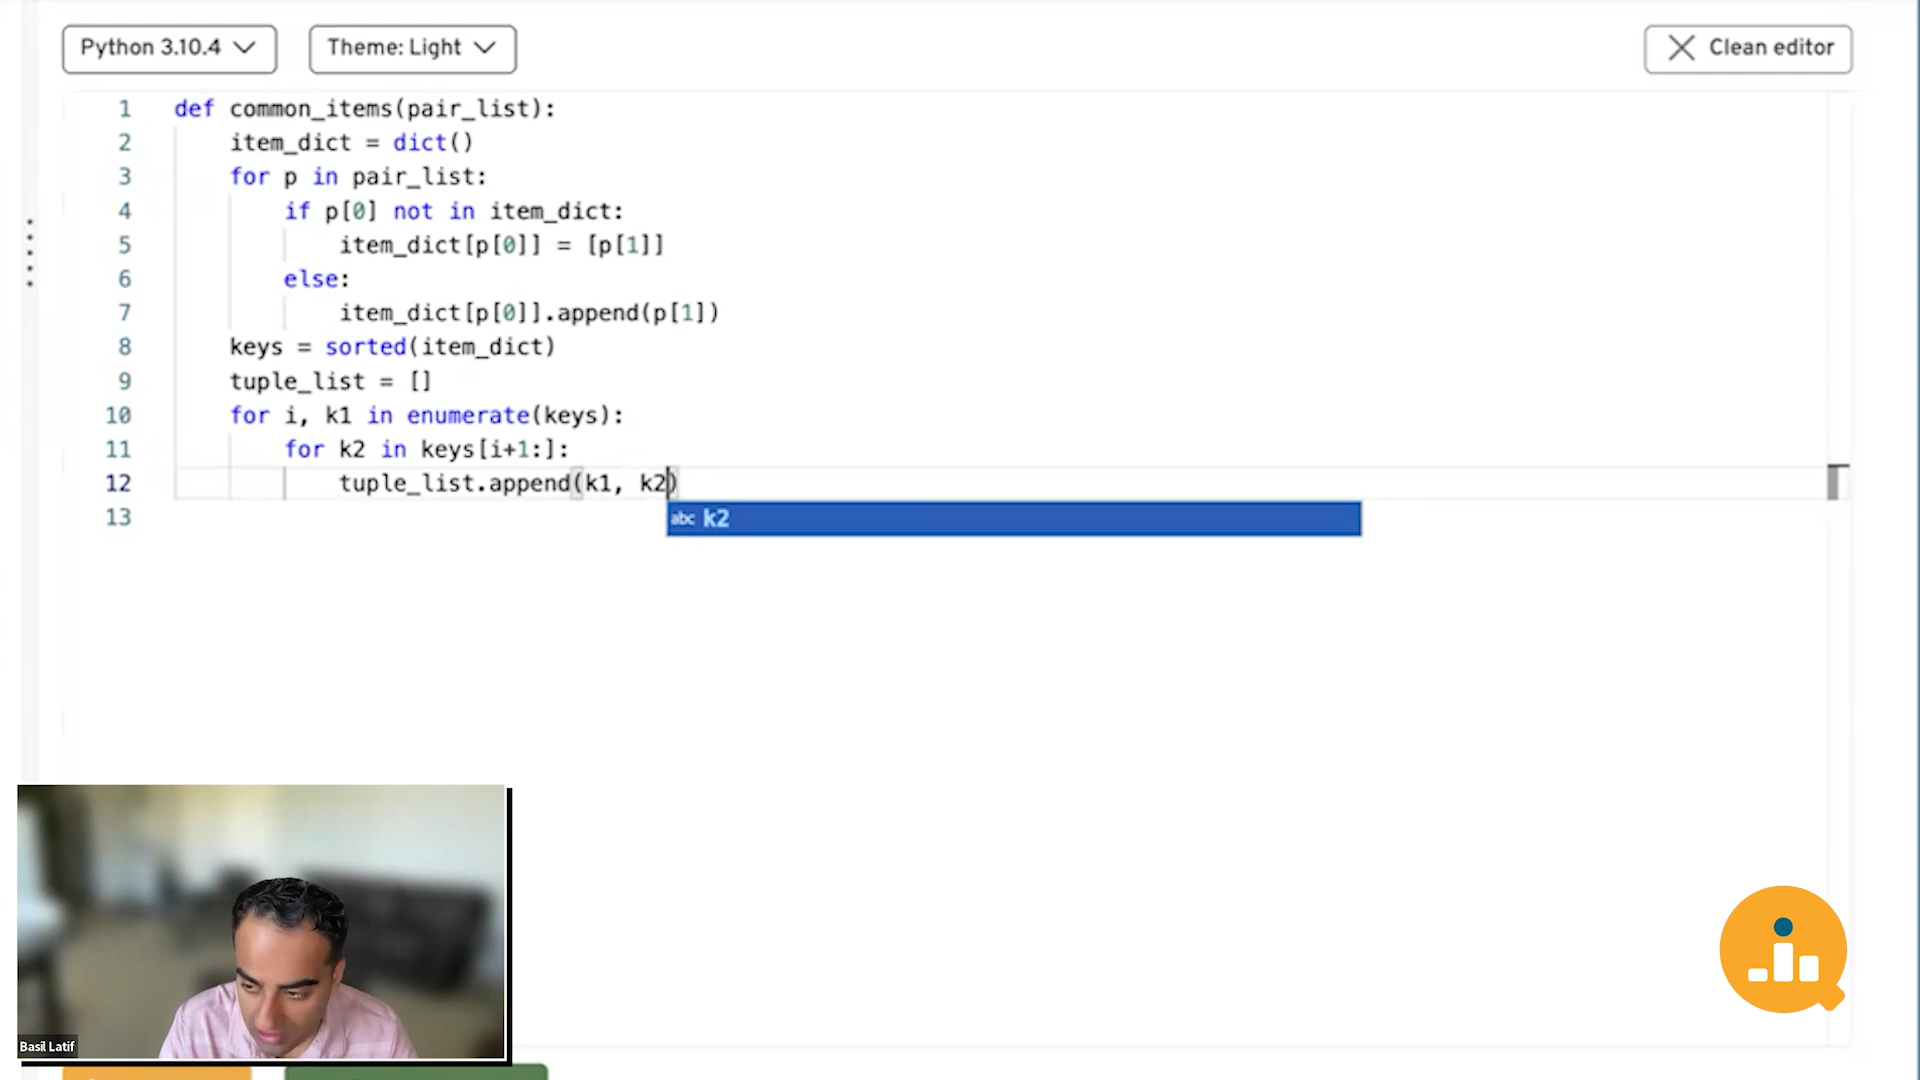 Python 3.10.4
Theme: Light
Clean editor
1 def common_items(pair_list):
2 item_dict = dict()
3 for p in pair_list:
4 if p[0] not in item_dict:
5 item_dict[p[0]] = [p[1]]
6 else:
7 item_dict[p[0]].append(p[1])
8 keys = sorted(item_dict)
9 tuple_list = []
10 for i, k1 in enumerate(keys):
11 for k2 in keys[i+1:]:
12 tuple_list.append(k1, k2)
abc k2
13
Basil Latif